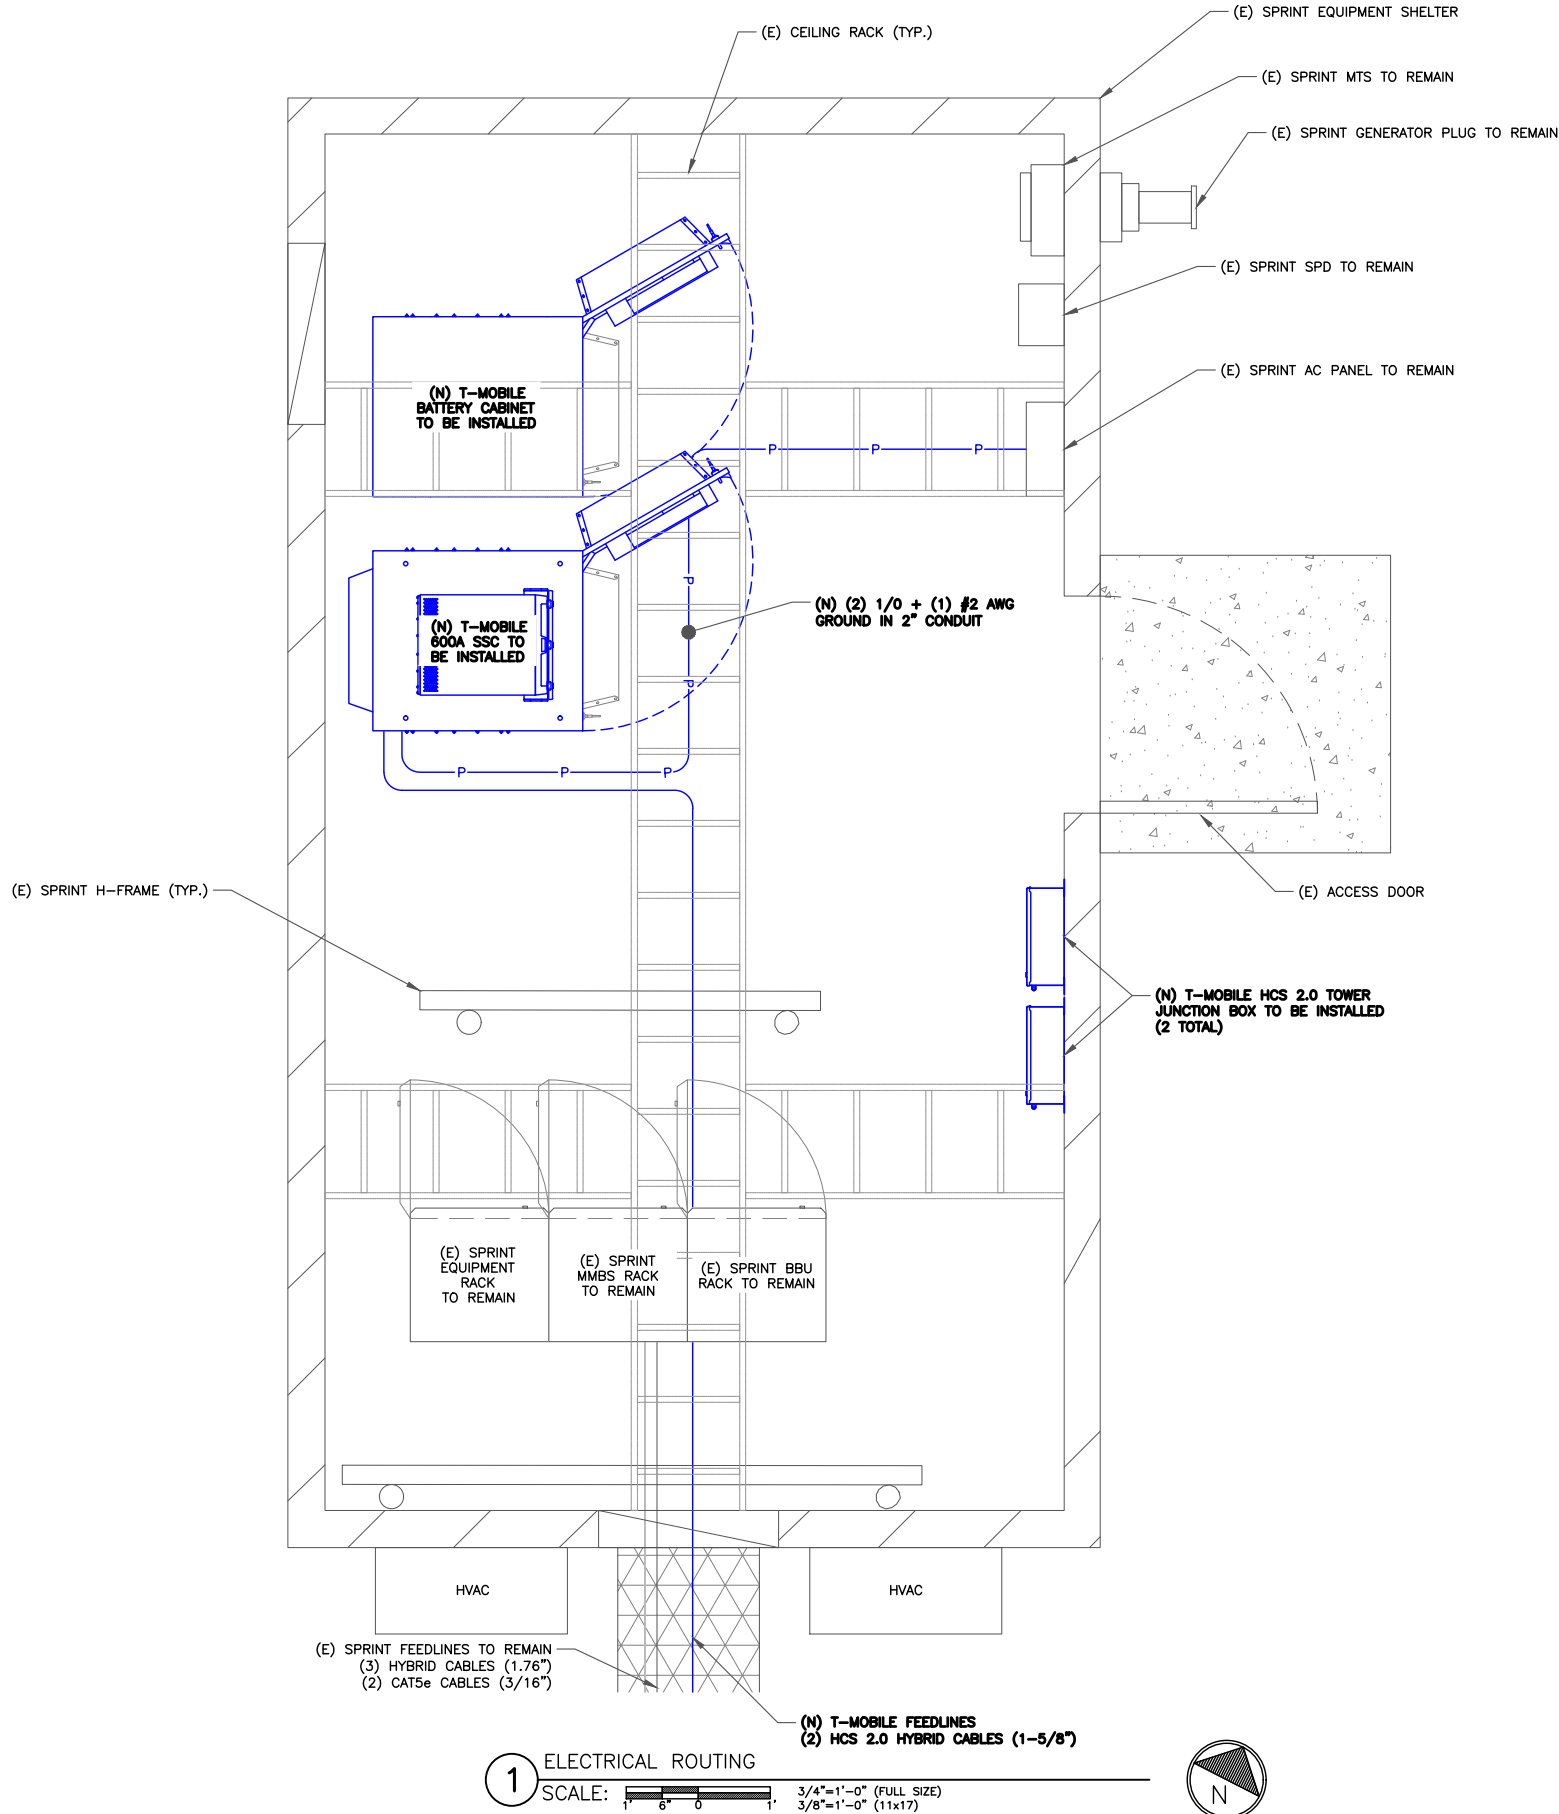 (E) SPRINT EQUIPMENT SHELTER
(E) CEILING RACK (TYP.)
(E) SPRINT MTS TO REMAIN
(E) SPRINT GENERATOR PLUG TO REMAIN
(E) SPRINT SPD TO REMAIN
(E) SPRINT AC PANEL TO REMAIN
(N) T-MOBILE
BATTERY CABINET
TO BE INSTALLED
P P P
P
(N) (2) 1/0 + (1) #2 AWG
GROUND IN 2" CONDUIT
(N) T-MOBILE
600A SSC TO
BE INSTALLED
P
P P P
(E) SPRINT H-FRAME (TYP.)
(E) ACCESS DOOR
(N) T-MOBILE HCS 2.0 TOWER
JUNCTION BOX TO BE INSTALLED
(2 TOTAL)
(E) SPRINT
EQUIPMENT
RACK
TO REMAIN
(E) SPRINT
MMBS RACK
TO REMAIN
(E) SPRINT BBU
RACK TO REMAIN
HVAC
HVAC
(E) SPRINT FEEDLINES TO REMAIN
(3) HYBRID CABLES (1.76")
(2) CAT5e CABLES (3/16")
(N) T-MOBILE FEEDLINES
(2) HCS 2.0 HYBRID CABLES (1-5/8")
1
ELECTRICAL ROUTING
SCALE:
1' 6" 0 1'
3/4"=1'-0" (FULL SIZE)
3/8"=1'-0" (11x17)
N